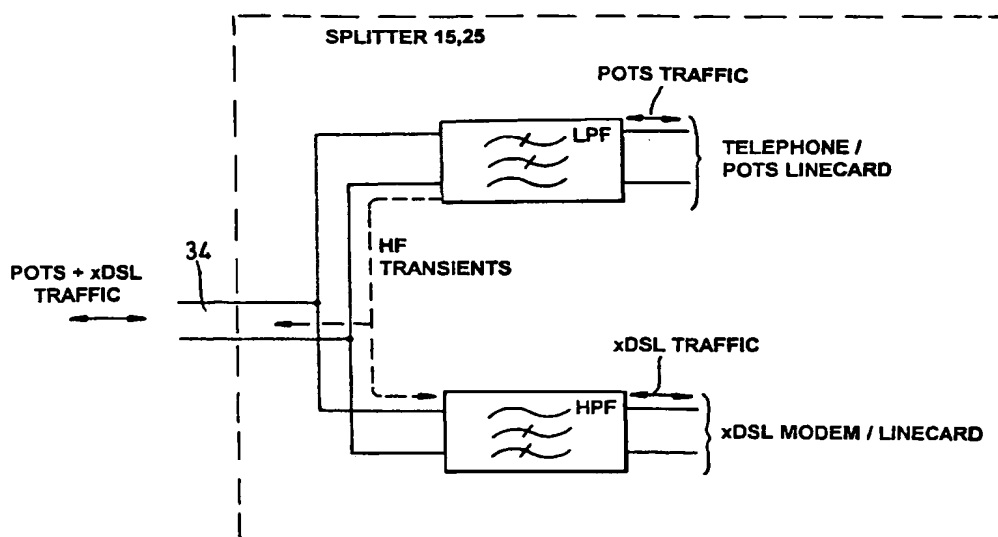 SPLITTER 15,25
POTS TRAFFIC
LPF
TELEPHONE /
POTS LINECARD
HF
TRANSIENTS
34
POTS + xDSL
TRAFFIC
xDSL TRAFFIC
HPF
xDSL MODEM / LINECARD